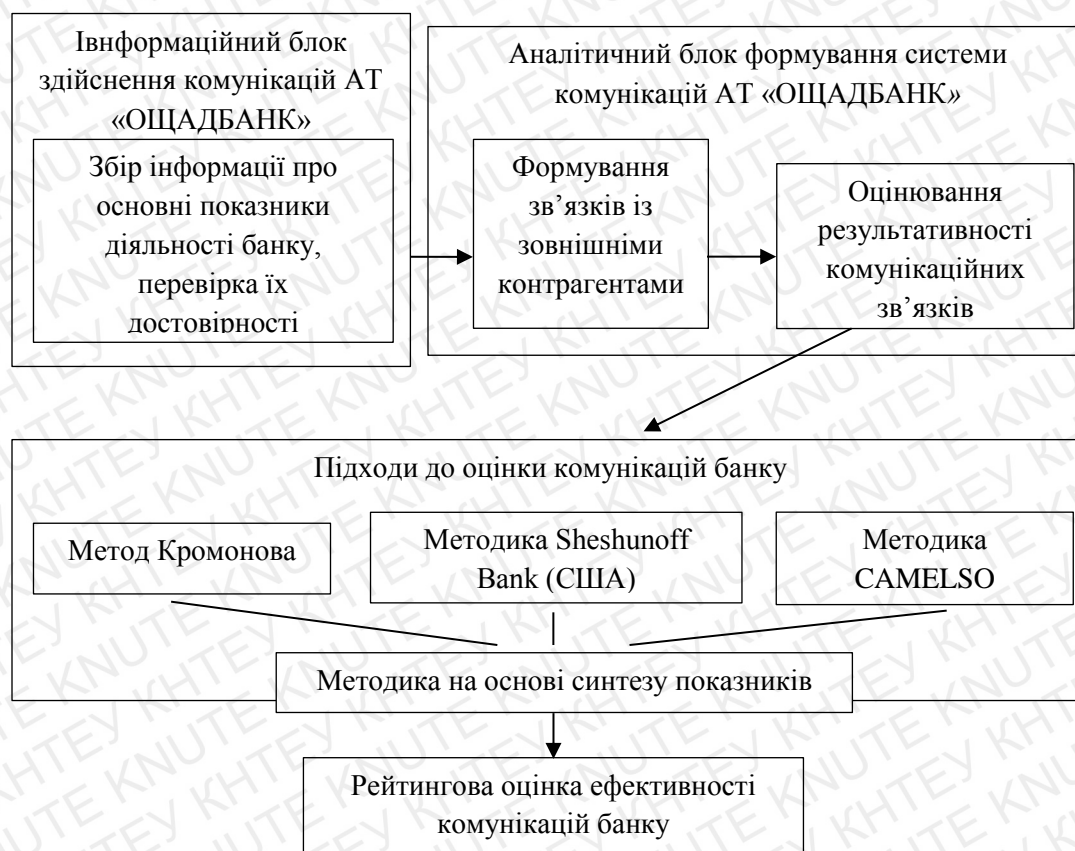 Івнформаційний блок
здійснення комунікацій АТ
«ОЩАДБАНК»
Збір інформації про
основні показники
діяльності банку,
перевірка їх
достовірності
Аналітичний блок формування системи
комунікацій АТ «ОЩАДБАНК»
Формування
зв’язків із
зовнішніми
контрагентами
Оцінювання
результативності
комунікаційних
зв’язків
Підходи до оцінки комунікацій банку
Метод Кромонова
Методика Sheshunoff
Bank (США)
Методика
CAMELSO
Методика на основі синтезу показників
Рейтингова оцінка ефективності
комунікацій банку